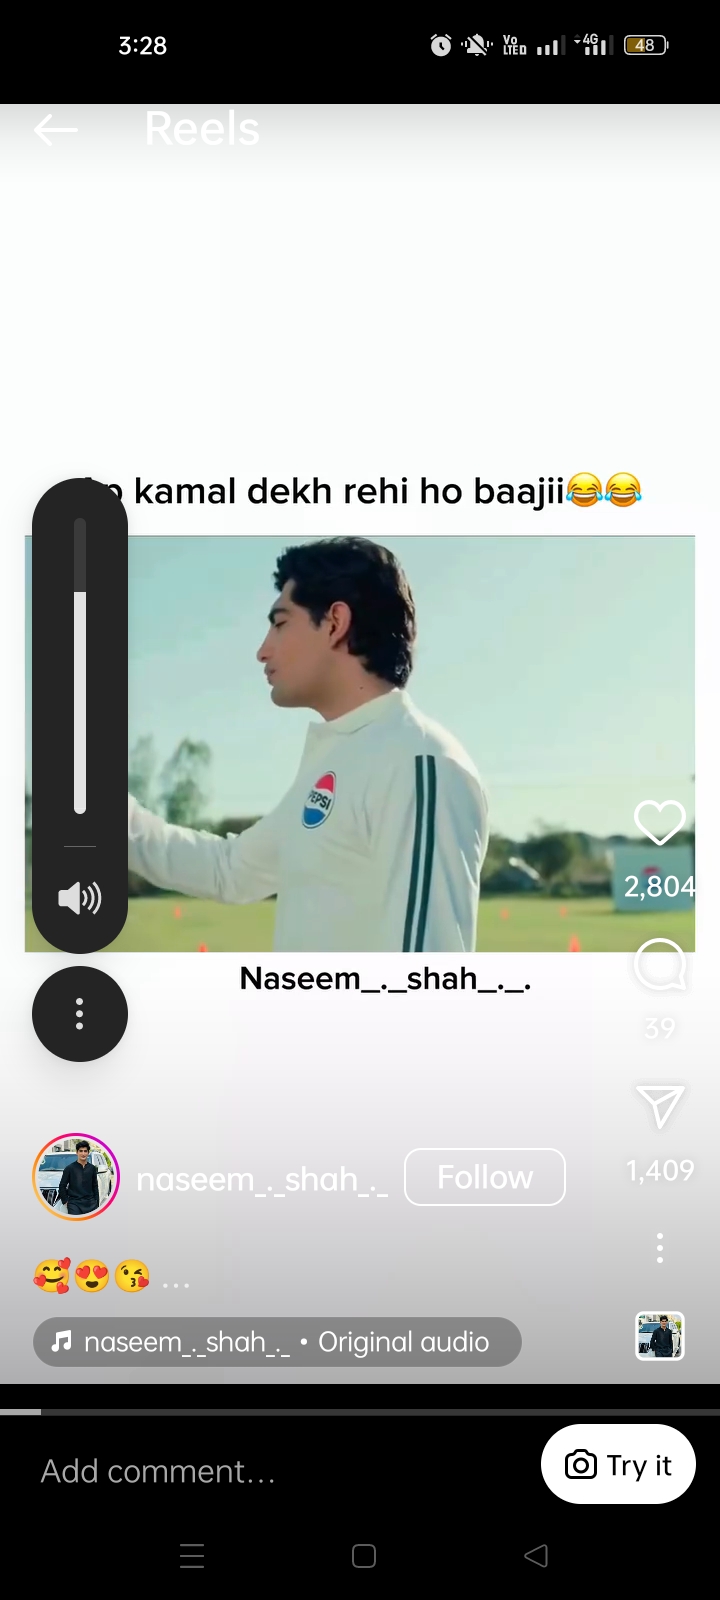 3:28
Vo LTE D
4G
48
Reels
kamal dekh rehi ho baajii😂😂
PEPSI
2,804
Naseem_._shah_._.
39
naseem_._shah_._
Follow
1,409
🥰😍😘 ...
naseem_._shah_._ • Original audio
Add comment...
Try it